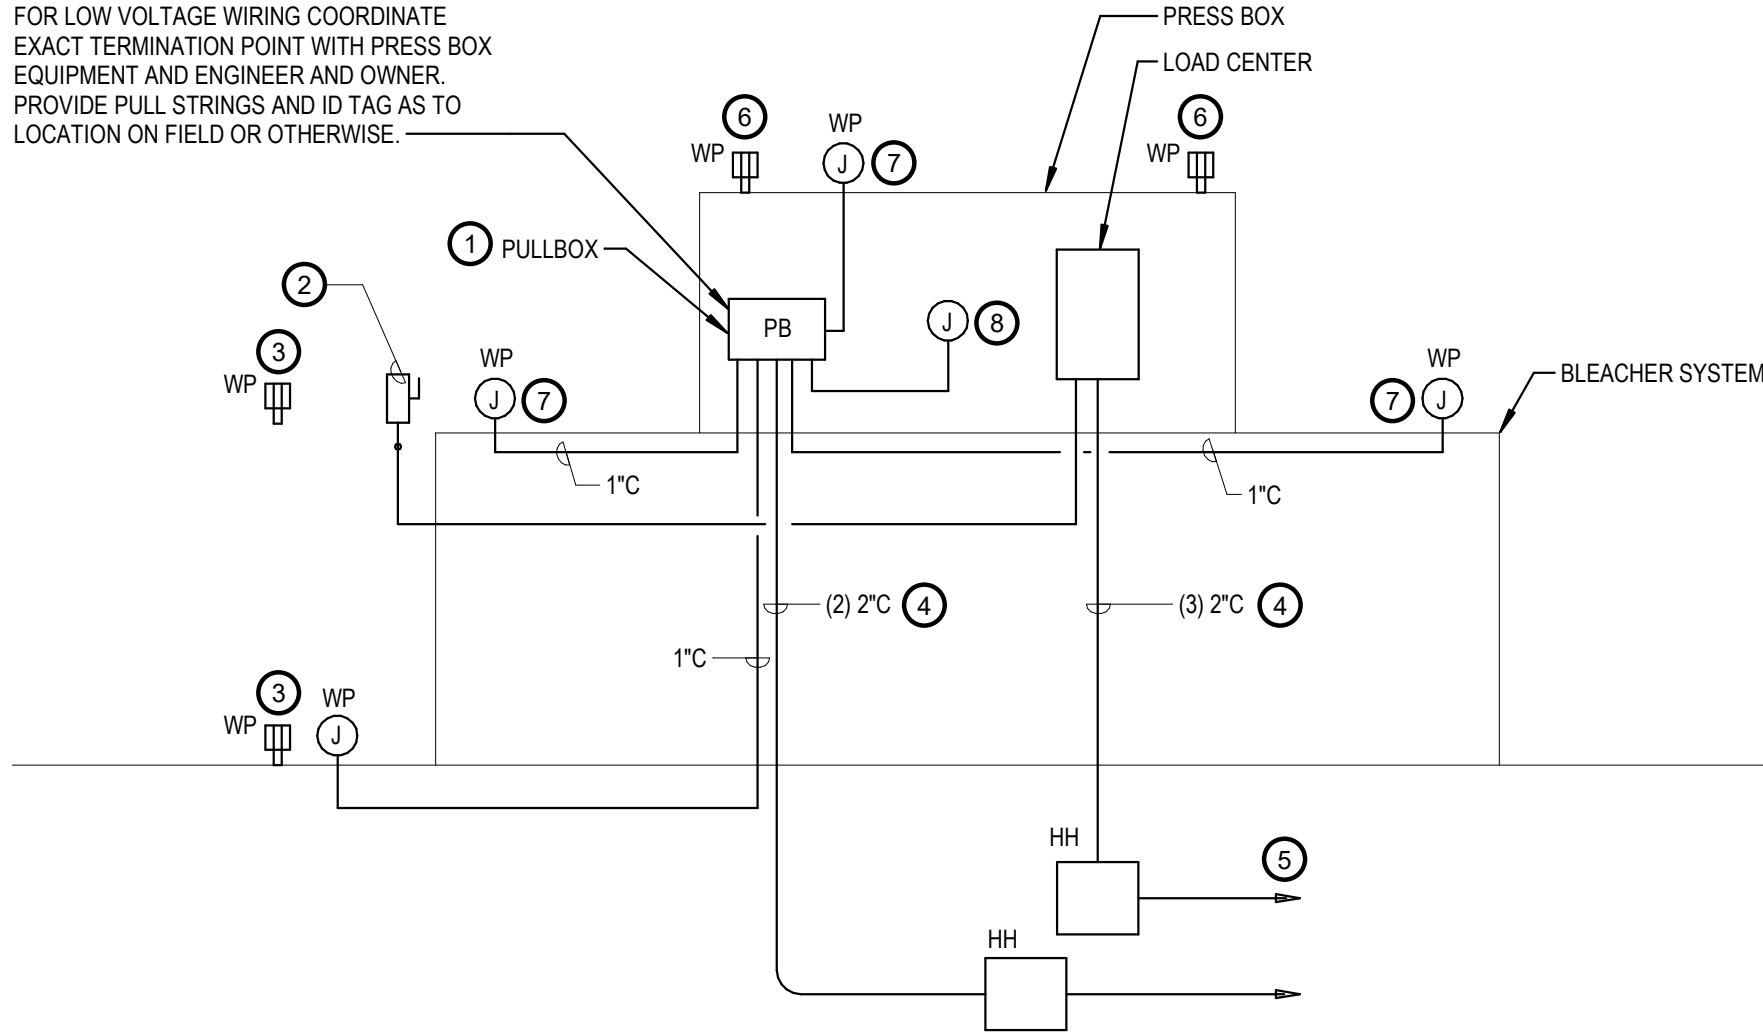 FOR LOW VOLTAGE WIRING COORDINATE
EXACT TERMINATION POINT WITH PRESS BOX
EQUIPMENT AND ENGINEER AND OWNER.
PROVIDE PULL STRINGS AND ID TAG AS TO
LOCATION ON FIELD OR OTHERWISE.
PRESS BOX
LOAD CENTER
6
WP
WP
J
7
6
WP
1 PULLBOX
2
PB
J
8
3
WP
WP
J
7
WP
7
J
BLEACHER SYSTEM
1"C
1"C
(2) 2"C 4
(3) 2"C 4
1"C
3
WP
WP
J
HH
5
HH